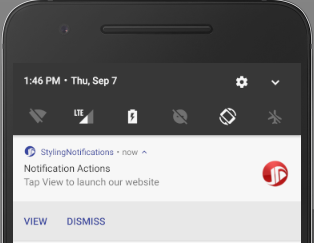 1:46 PM • Thu, Sep 7
LTE
StylingNotifications • now
Notification Actions
Tap View to launch our website
VIEW DISMISS